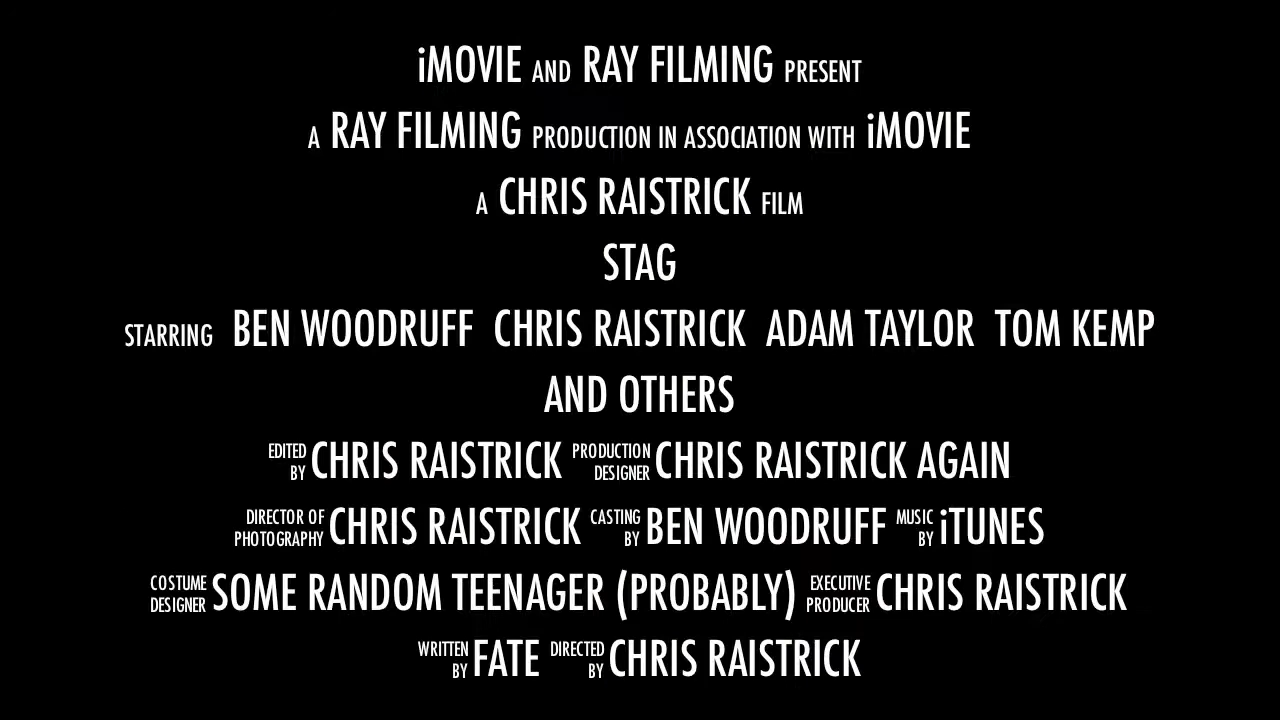 iMOVIE AND RAY FILMING PRESENT
A RAY FILMING PRODUCTION IN ASSOCIATION WITH iMOVIE
A CHRIS RAISTRICK FILM
STAG
STARRING BEN WOODRUFF CHRIS RAISTRICK ADAM TAYLOR TOM KEMP
AND OTHERS
EDITED BY CHRIS RAISTRICK PRODUCTION DESIGNER CHRIS RAISTRICK AGAIN
DIRECTOR OF PHOTOGRAPHY CHRIS RAISTRICK CASTING BY BEN WOODRUFF MUSIC BY iTUNES
COSTUME DESIGNER SOME RANDOM TEENAGER (PROBABLY) EXECUTIVE PRODUCER CHRIS RAISTRICK
WRITTEN BY FATE DIRECTED BY CHRIS RAISTRICK